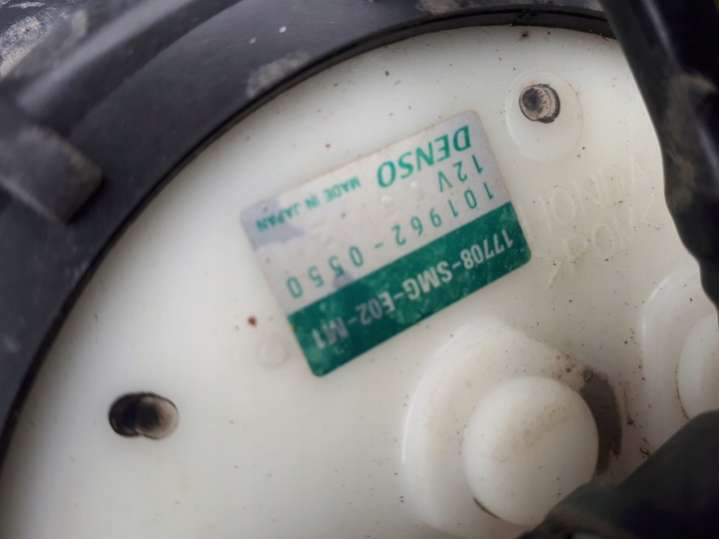 DENSO MADE IN JAPAN
12V
101962-0550
17708-SMG-E02-M1